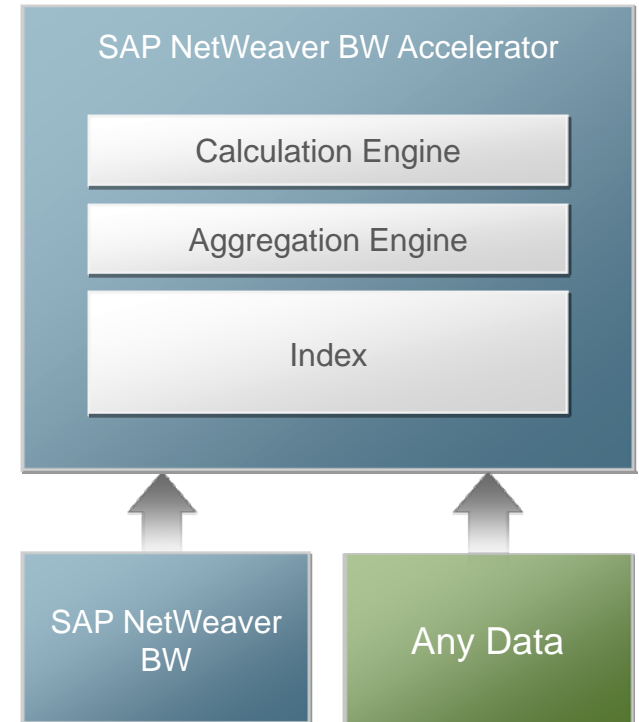 SAP NetWeaver BW Accelerator
Calculation Engine
Aggregation Engine
Index
SAP NetWeaver
BW
Any Data